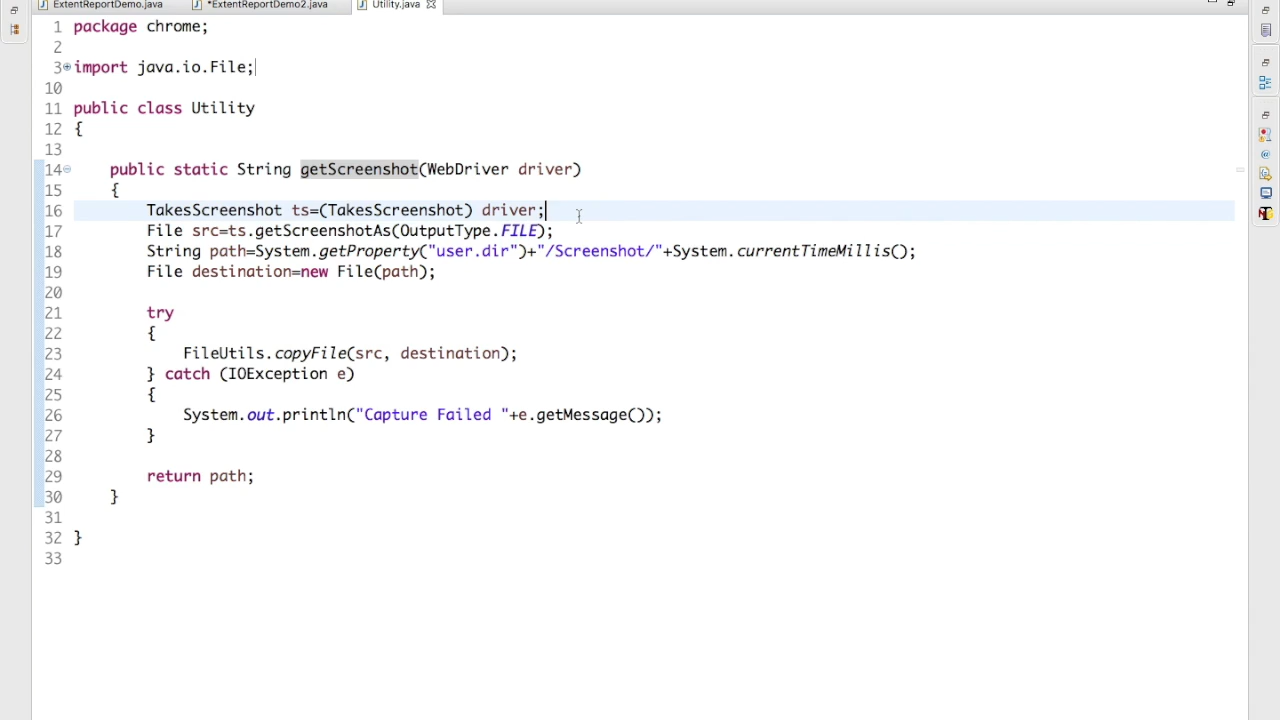 ExtentReportDemo.java *ExtentReportDemo2.java Utility.java
1 package chrome;
2
3 import java.io.File;
10
11 public class Utility
12 {
13
14 public static String getScreenshot(WebDriver driver)
15 {
16 TakesScreenshot ts=(TakesScreenshot) driver;
17 File src=ts.getScreenshotAs(OutputType.FILE);
18 String path=System.getProperty("user.dir")+"/Screenshot/"+System.currentTimeMillis();
19 File destination=new File(path);
20
21 try
22 {
23 FileUtils.copyFile(src, destination);
24 } catch (IOException e)
25 {
26 System.out.println("Capture Failed "+e.getMessage());
27 }
28
29 return path;
30 }
31
32 }
33